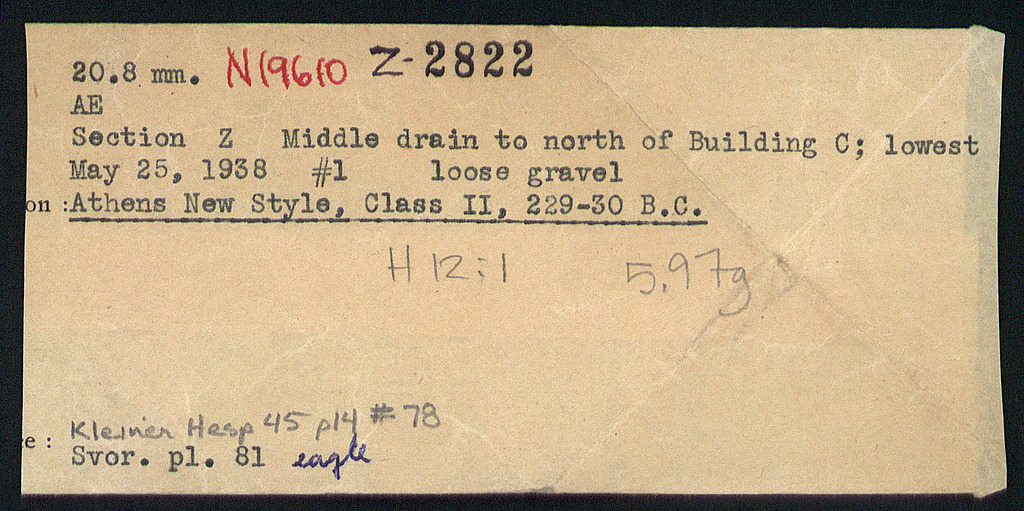 20.8 mm. N19610 Z-2822
AE
Section Z Middle drain to north of Building C; lowest
May 25, 1938 #1 loose gravel
on : Athens New Style, Class II, 229-30 B.C.
H 12:1 5.97g
Kleiner Hesp 45 p14 #78
e :
Svor. pl. 81 eagle